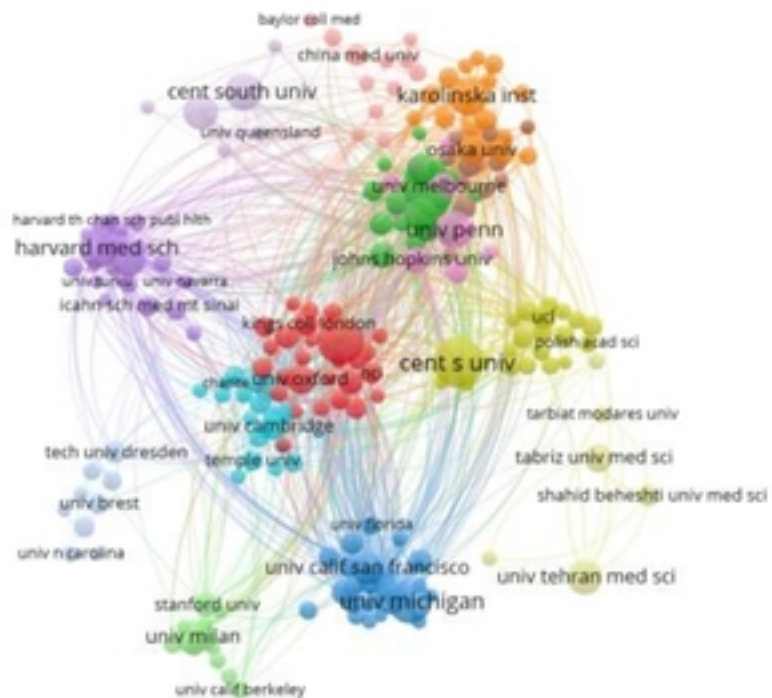 baylor coll med
china med univ
cent south univ
karolinska inst
univ queensland
osaka univ
univ melbourne
harvard th chan sch publ hlth
univ penn
harvard med sch
johns hopkins univ
univ navarra
icahn sch med mt sinai
ucl
kings coll london
polish acad sci
cent s univ
charite
univ oxford
tarbiat modares univ
univ cambridge
tech univ dresden
temple univ
tabriz univ med sci
shahid beheshti univ med sci
univ brest
univ florida
univ n carolina
univ calif san francisco
univ tehran med sci
stanford univ
univ michigan
univ milan
univ calif berkeley